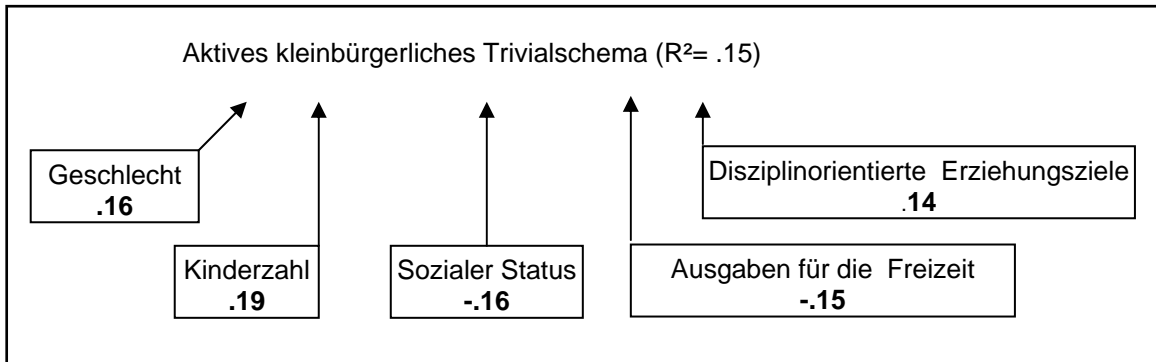 Aktives kleinbürgerliches Trivialschema (R²= .15)
Geschlecht
.16
Disziplinorientierte Erziehungsziele
.14
Kinderzahl
.19
Sozialer Status
-.16
Ausgaben für die Freizeit
-.15